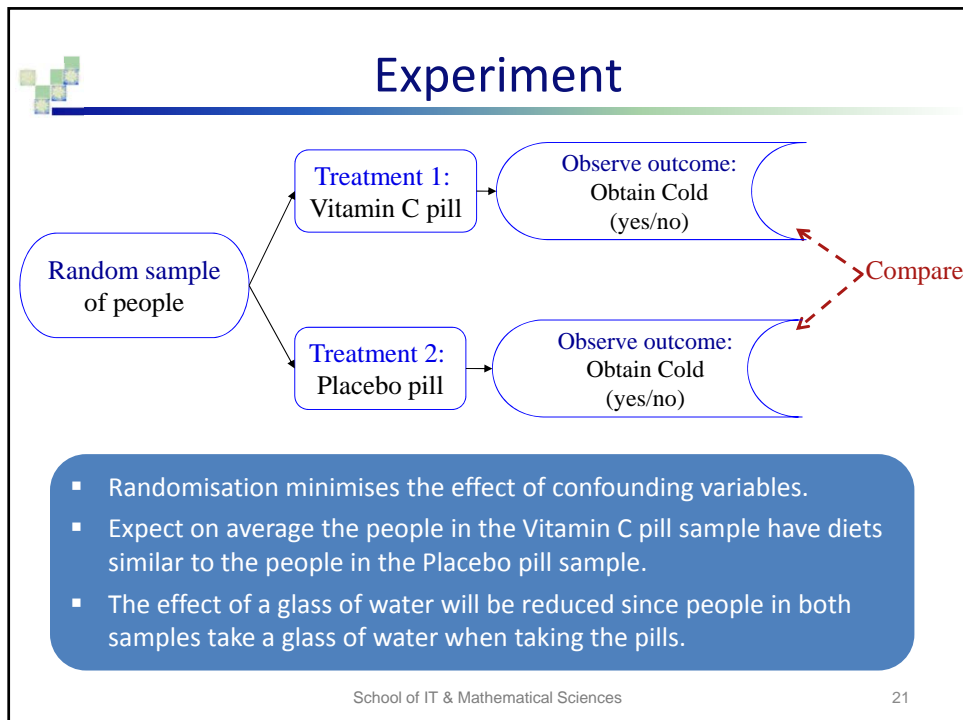 Experiment
Treatment 1:
Vitamin C pill
Observe outcome:
Obtain Cold
(yes/no)
Random sample
of people
Compare
Treatment 2:
Placebo pill
Observe outcome:
Obtain Cold
(yes/no)
▪ Randomisation minimises the effect of confounding variables.
▪ Expect on average the people in the Vitamin C pill sample have diets
similar to the people in the Placebo pill sample.
▪ The effect of a glass of water will be reduced since people in both
samples take a glass of water when taking the pills.
School of IT & Mathematical Sciences
21